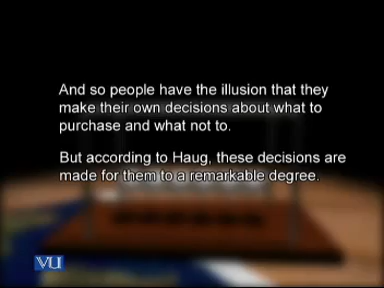 And so people have the illusion that they
make their own decisions about what to
purchase and what not to.
But according to Haug, these decisions are
made for them to a remarkable degree.
VU